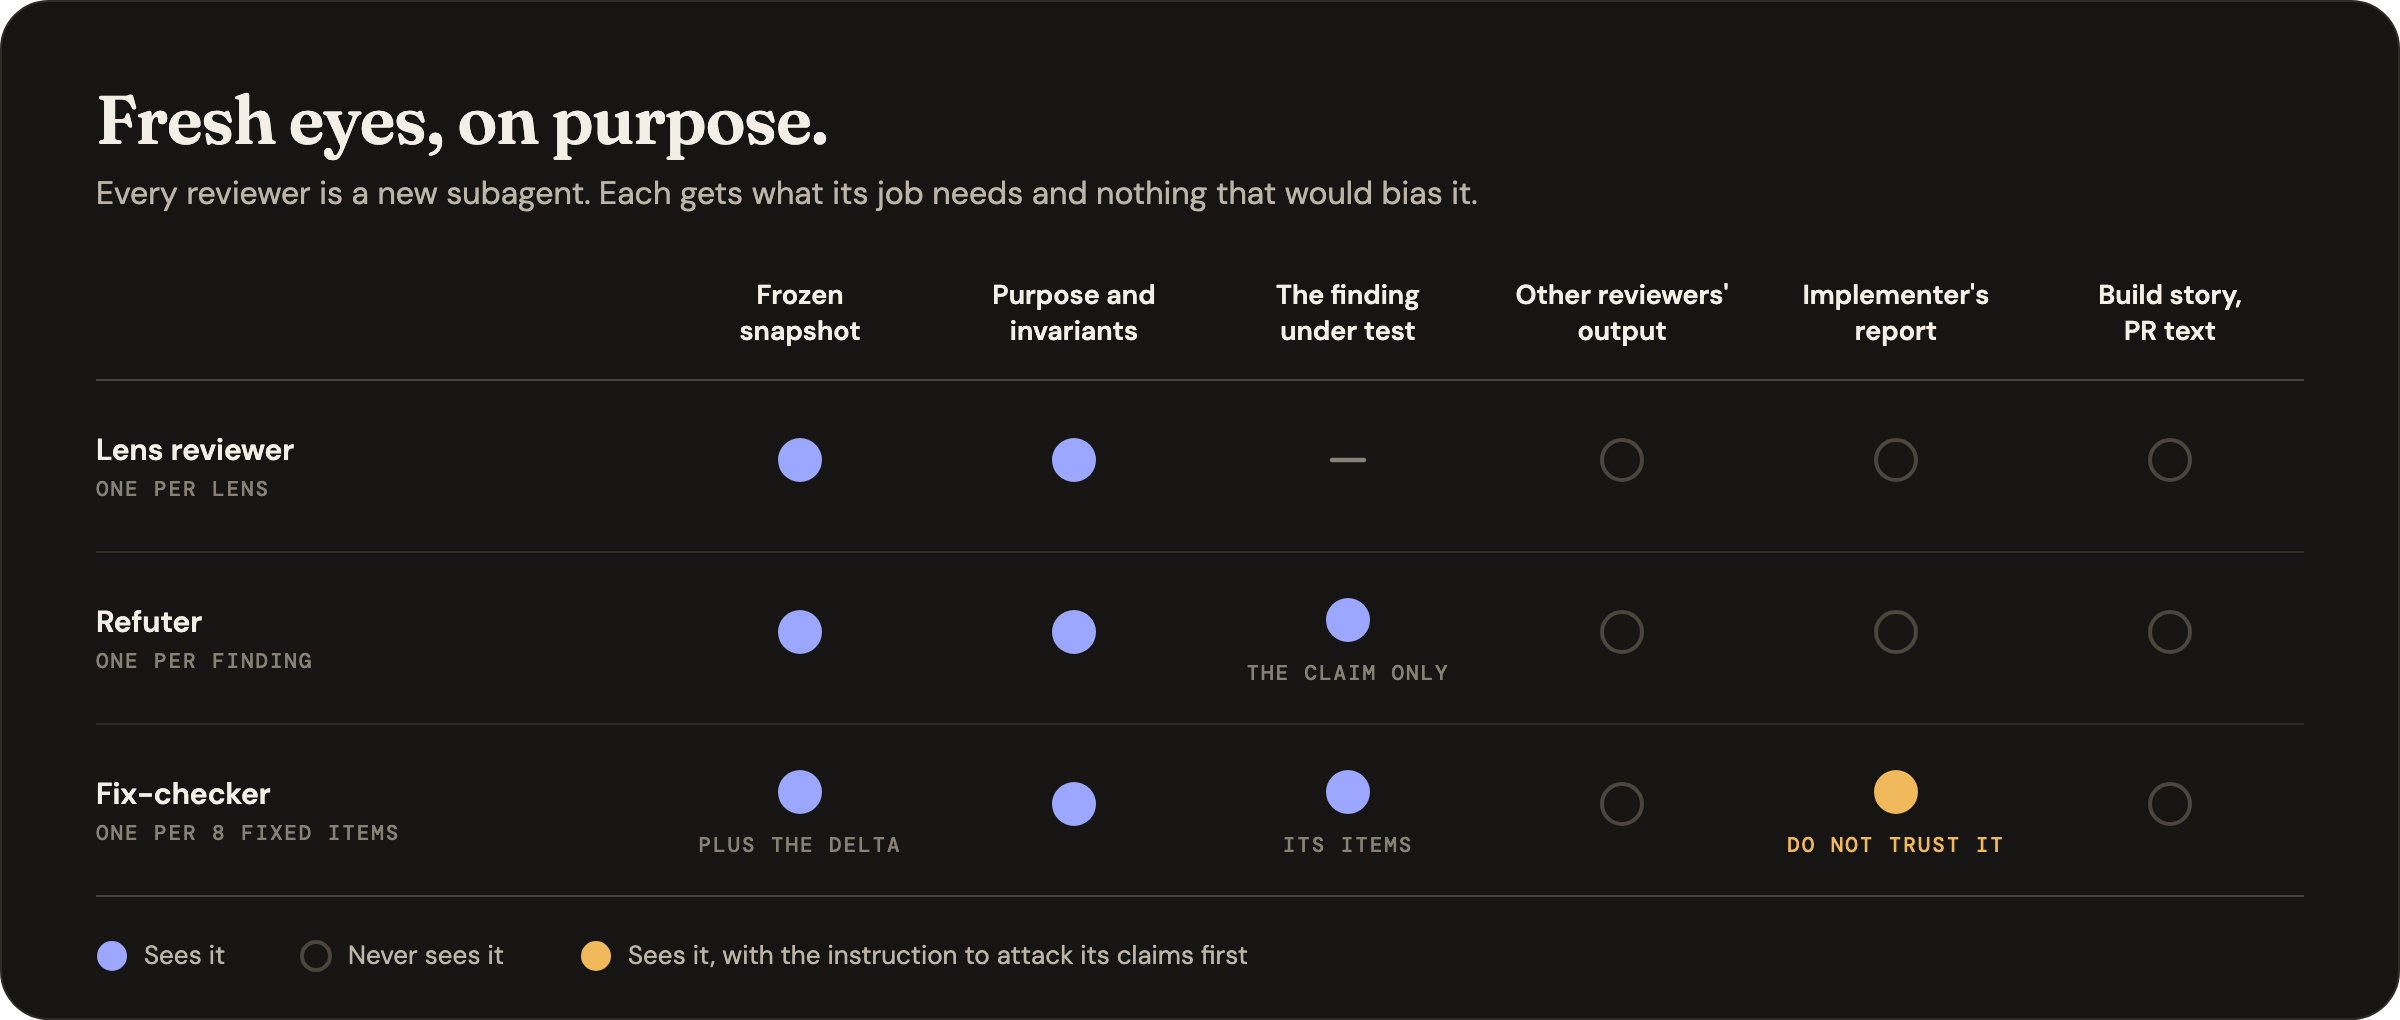 Fresh eyes, on purpose.
Every reviewer is a new subagent. Each gets what its job needs and nothing that would bias it.
Frozen
snapshot
Purpose and
invariants
The finding
under test
Other reviewers'
output
Implementer's
report
Build story,
PR text
Lens reviewer
ONE PER LENS
Refuter
ONE PER FINDING
THE CLAIM ONLY
Fix-checker
ONE PER 8 FIXED ITEMS
PLUS THE DELTA
ITS ITEMS
DO NOT TRUST IT
Sees it
Never sees it
Sees it, with the instruction to attack its claims first